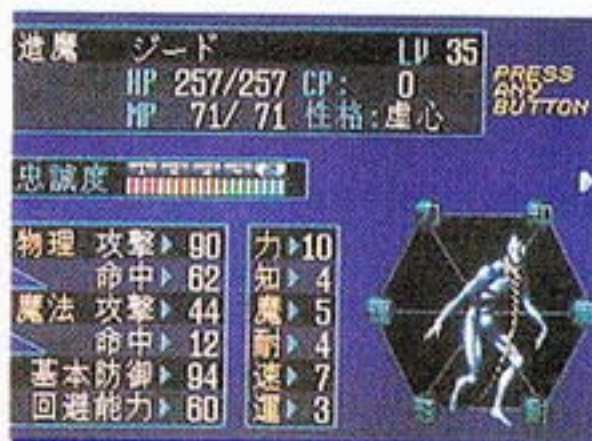 造魔 ジード LV 35
HP 257/257 CP: 0
MP 71/ 71 性格:虚心
PRESS
ANY
BUTTON
忠誠度
物理 攻撃▶ 90
命中▶ 62
魔法 攻撃▶ 44
命中▶ 12
基本防御▶ 94
回避能力▶ 60
力▶10
知▶ 4
魔▶ 5
耐▶ 4
速▶ 7
運▶ 3
力
知